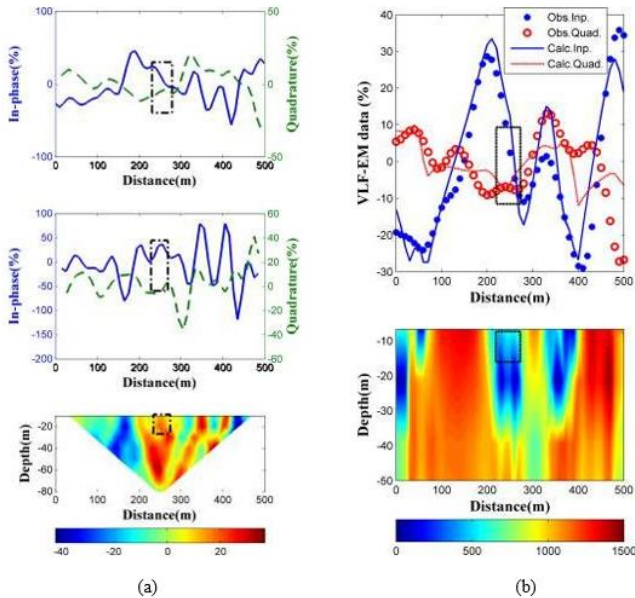 100
0
-100
In-phase(%)
50
0
-50
Quadrature(%)
0 100 200 300 400 500
Distance(m)
100
50
0
-50
-100
-150
-200
In-phase(%)
60
40
20
0
-20
-40
-60
Quadrature(%)
0 100 200 300 400 500
Distance(m)
-20
-40
-60
-80
Depth(m)
0 100 200 300 400 500
Distance(m)
-40 -20 0 20
(a)
40
30
20
10
0
-10
-20
-30
VLF-EM data (%)
Obs.Inp.
Obs.Quad.
Calc.Inp.
Calc.Quad.
0 100 200 300 400 500
Distance(m)
-10
-20
-30
-40
-50
Depth(m)
0 100 200 300 400 500
Distance(m)
0 500 1000 1500
(b)